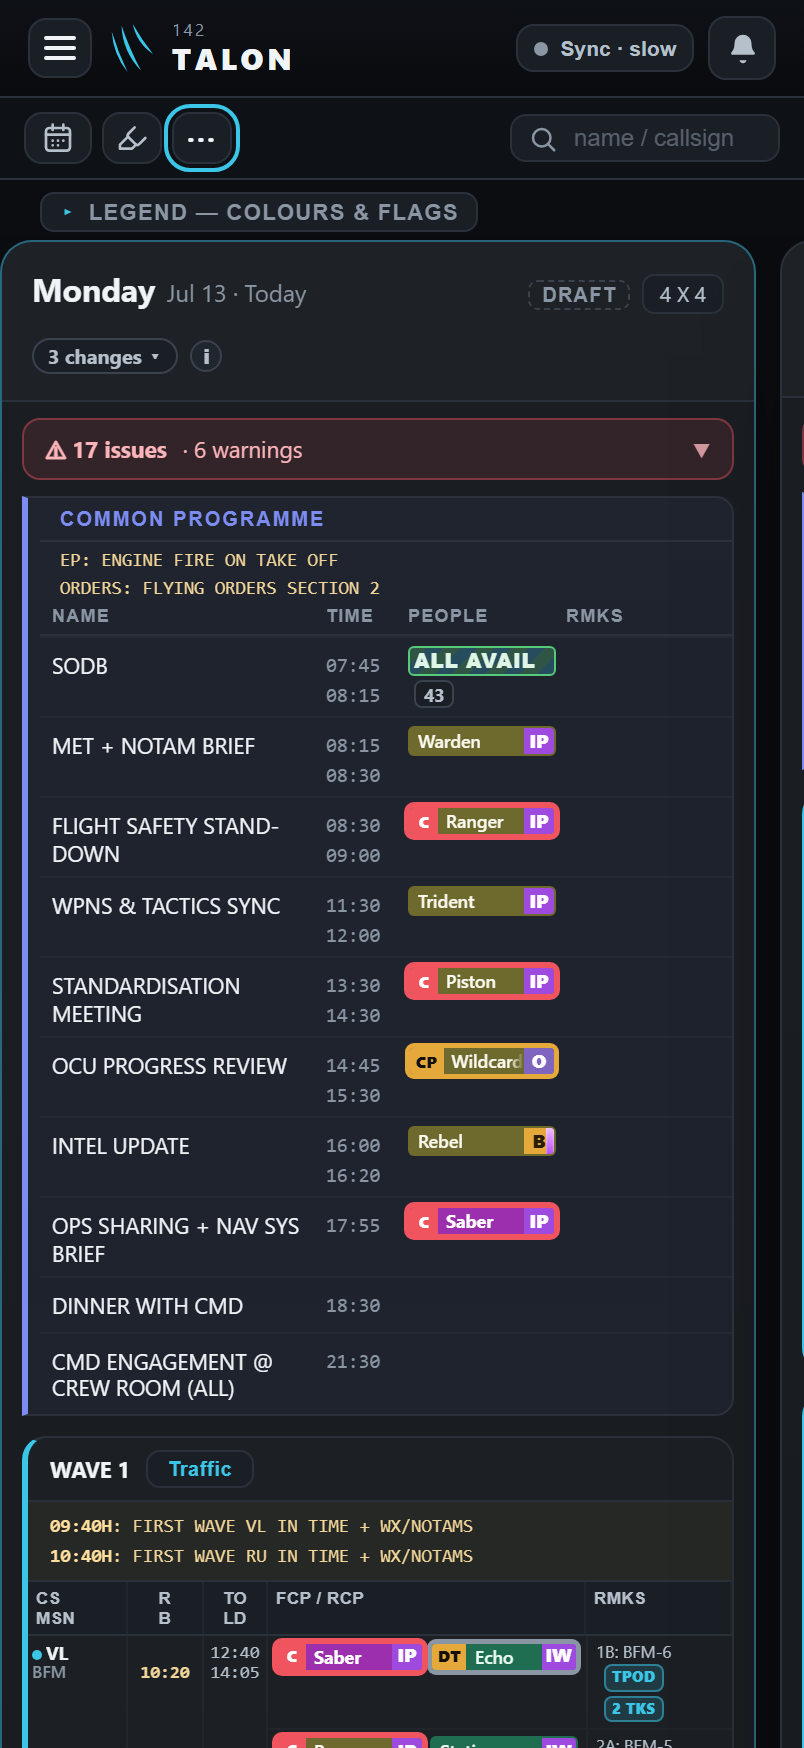 142
TALON
Sync · slow
name / callsign
LEGEND — COLOURS & FLAGS
Monday Jul 13 · Today
DRAFT
4 X 4
3 changes
i
17 issues · 6 warnings
COMMON PROGRAMME
EP: ENGINE FIRE ON TAKE OFF
ORDERS: FLYING ORDERS SECTION 2
NAME TIME PEOPLE RMKS
SODB 07:45 ALL AVAIL
08:15 43
MET + NOTAM BRIEF 08:15 Warden IP
08:30
FLIGHT SAFETY STAND- 08:30 C Ranger IP
DOWN 09:00
WPNS & TACTICS SYNC 11:30 Trident IP
12:00
STANDARDISATION 13:30 C Piston IP
MEETING 14:30
OCU PROGRESS REVIEW 14:45 CP Wildcard O
15:30
INTEL UPDATE 16:00 Rebel B
16:20
OPS SHARING + NAV SYS 17:55 C Saber IP
BRIEF
DINNER WITH CMD 18:30
CMD ENGAGEMENT @ 21:30
CREW ROOM (ALL)
WAVE 1 Traffic
09:40H: FIRST WAVE VL IN TIME + WX/NOTAMS
10:40H: FIRST WAVE RU IN TIME + WX/NOTAMS
CS R TO FCP / RCP RMKS
MSN B LD
VL 12:40 C Saber IP DT Echo IW 1B: BFM-6
BFM 10:20 14:05 TPOD
2 TKS
2A: BFM-5